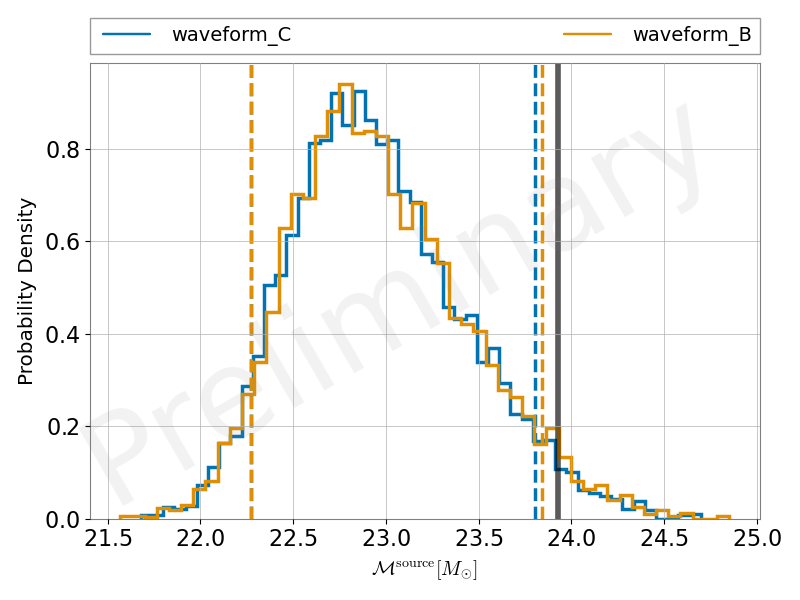 waveform_C waveform_B
Probability Density
0.8
0.6
0.4
0.2
0.0
21.5 22.0 22.5 23.0 23.5 24.0 24.5 25.0
ℳ^source [M_⊙]
Preliminary